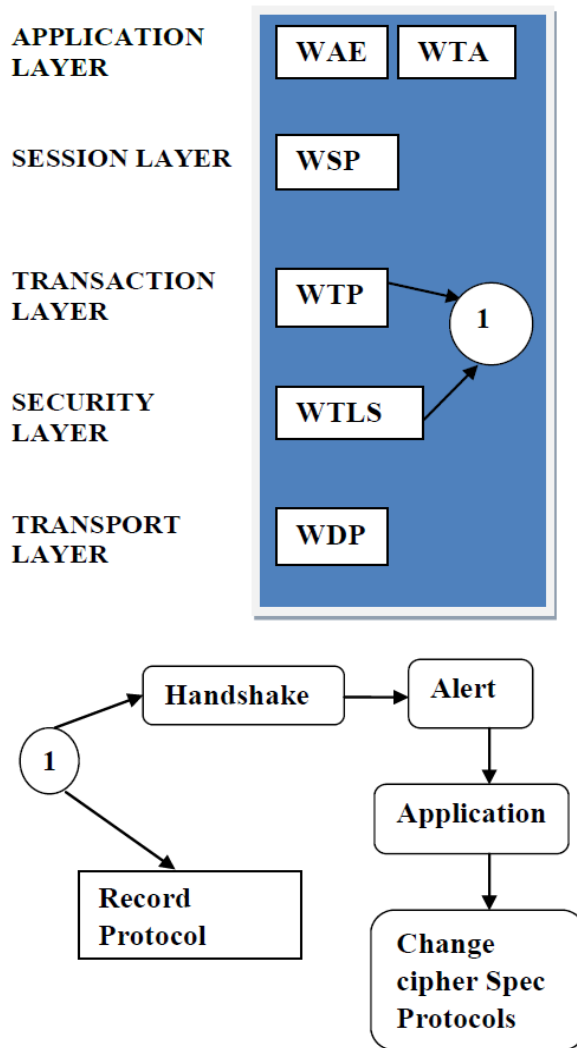 APPLICATION
LAYER
WAE
WTA
SESSION LAYER
WSP
TRANSACTION
LAYER
WTP
1
SECURITY
LAYER
WTLS
TRANSPORT
LAYER
WDP
Handshake
Alert
1
Application
Record
Protocol
Change
cipher Spec
Protocols